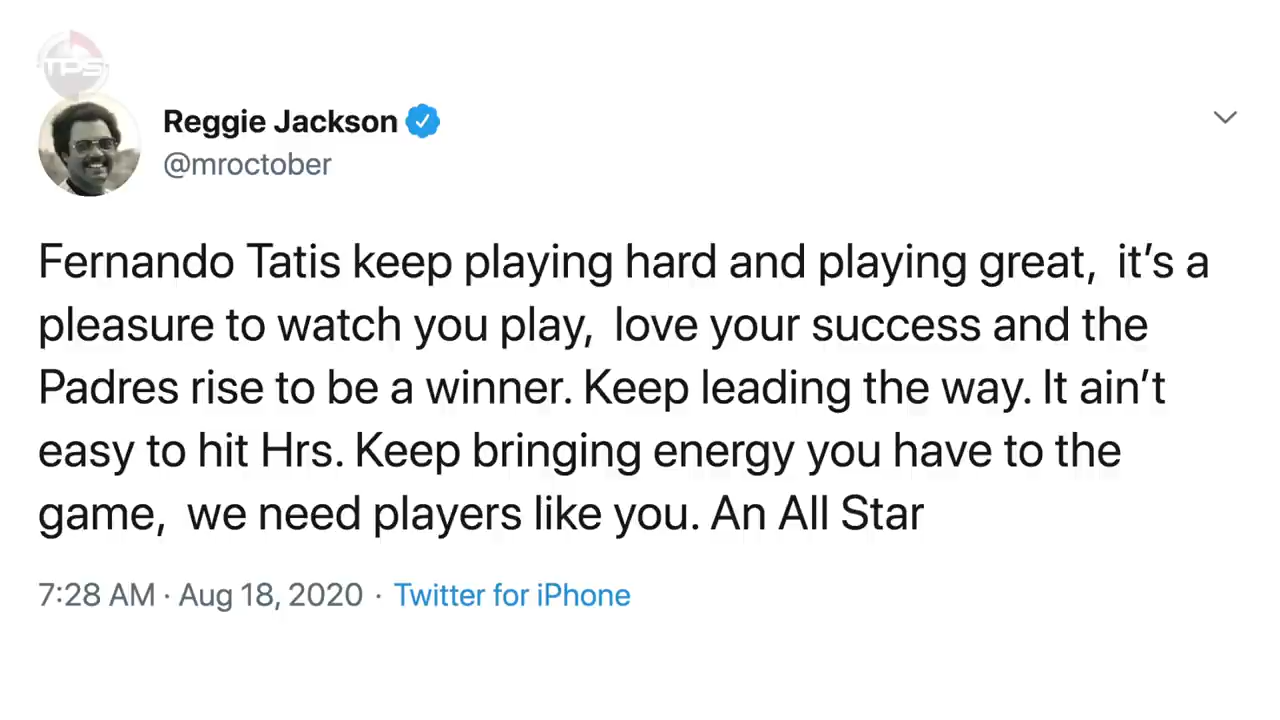 TPS
Reggie Jackson
@mroctober
Fernando Tatis keep playing hard and playing great,  it’s a
pleasure to watch you play,  love your success and the
Padres rise to be a winner. Keep leading the way. It ain’t
easy to hit Hrs. Keep bringing energy you have to the
game,  we need players like you. An All Star
7:28 AM · Aug 18, 2020 · Twitter for iPhone